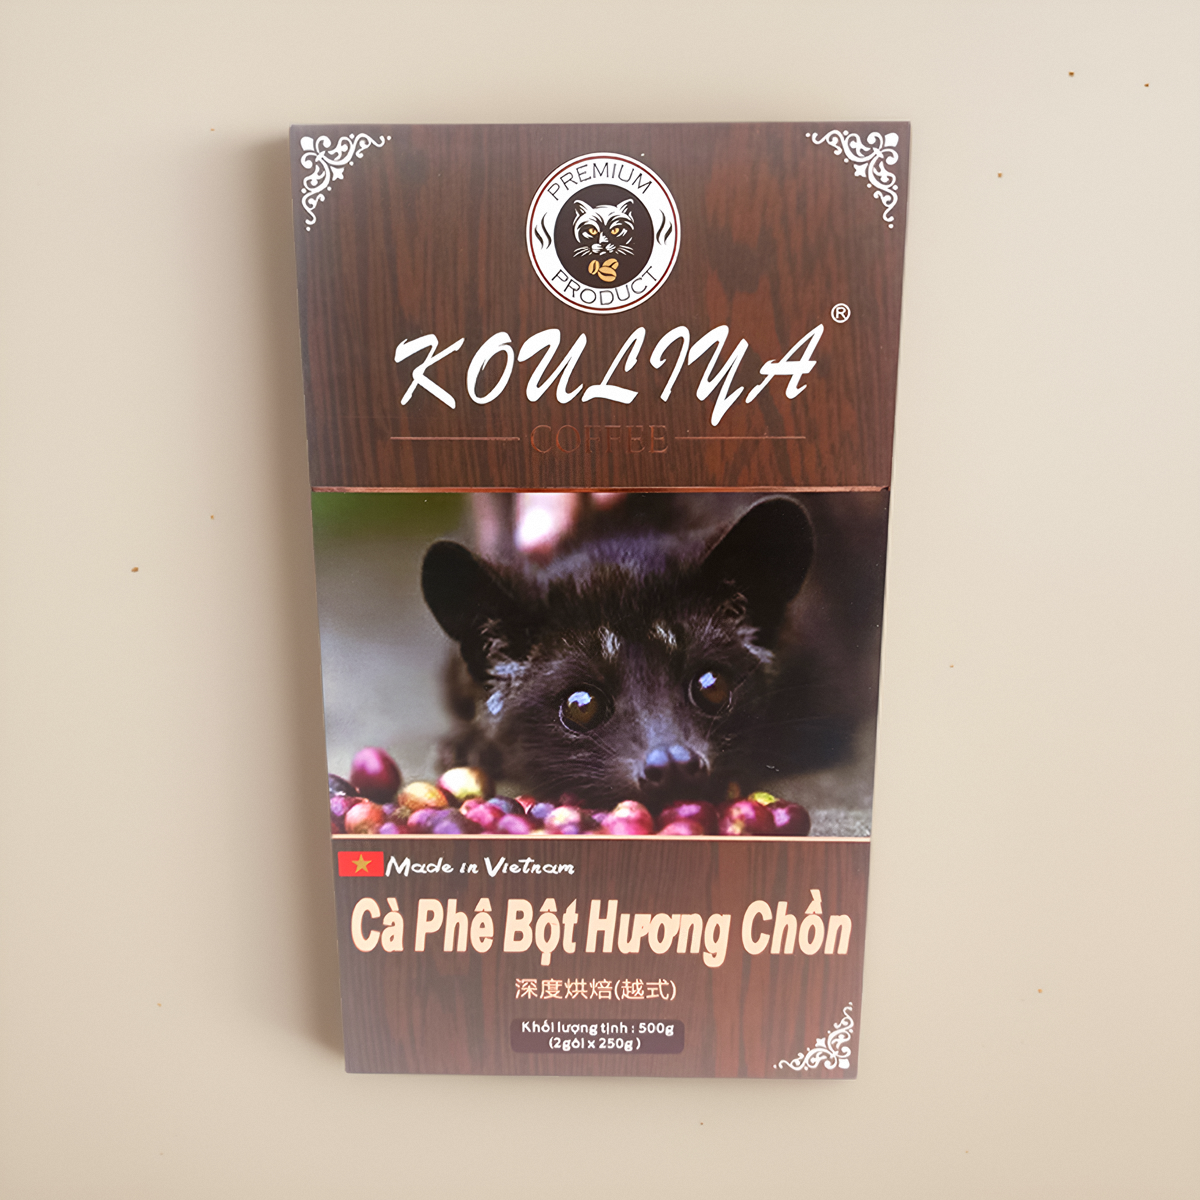 PREMIUM
PRODUCT
KOULIYA®
COFFEE
Made in Vietnam
Cà Phê Bột Hương Chồn
深度烘焙(越式)
Khối lượng tịnh : 500g
(2gói x 250g)